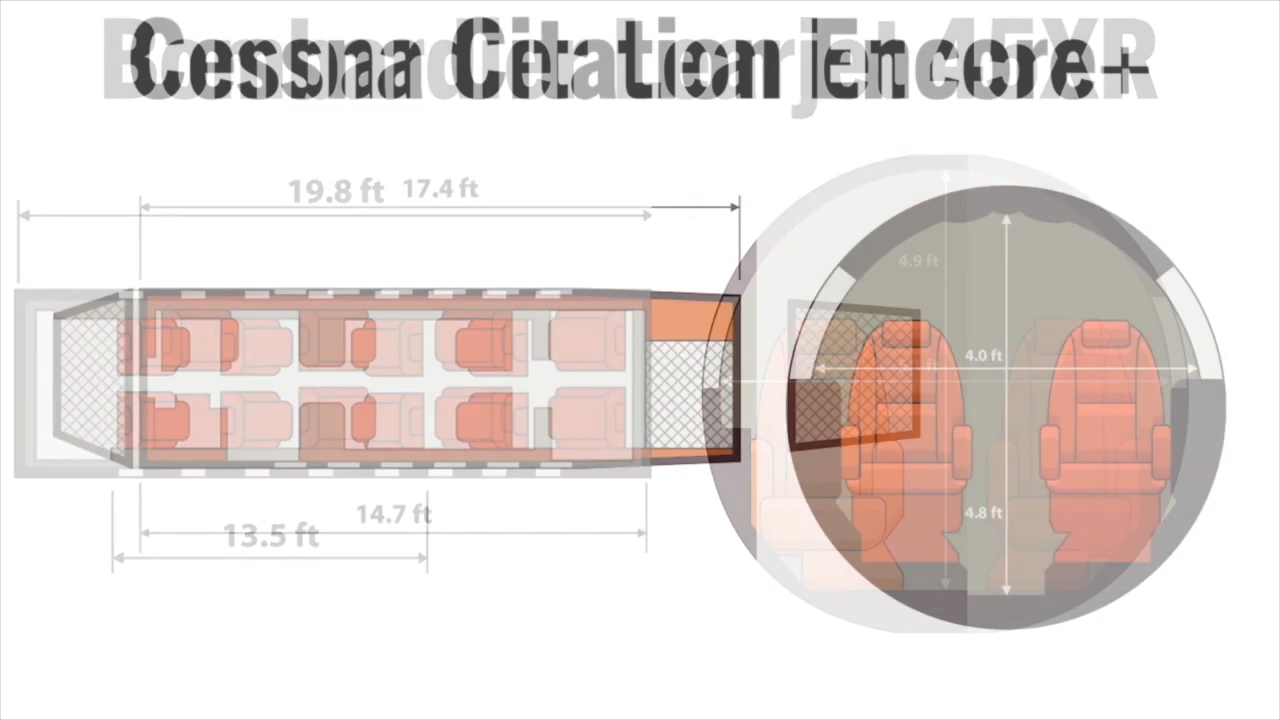 Bombardier Learjet 45XR
Cessna Citation Encore+
19.8 ft
17.4 ft
4.9 ft
4.0 ft
ft
4.8 ft
14.7 ft
13.5 ft